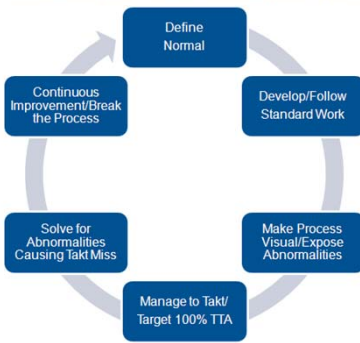 Define
Normal
Develop/Follow
Standard Work
Make Process
Visual/Expose
Abnormalities
Manage to Takt/
Target 100% TTA
Solve for
Abnormalities
Causing Takt Miss
Continuous
Improvement/Break
the Process